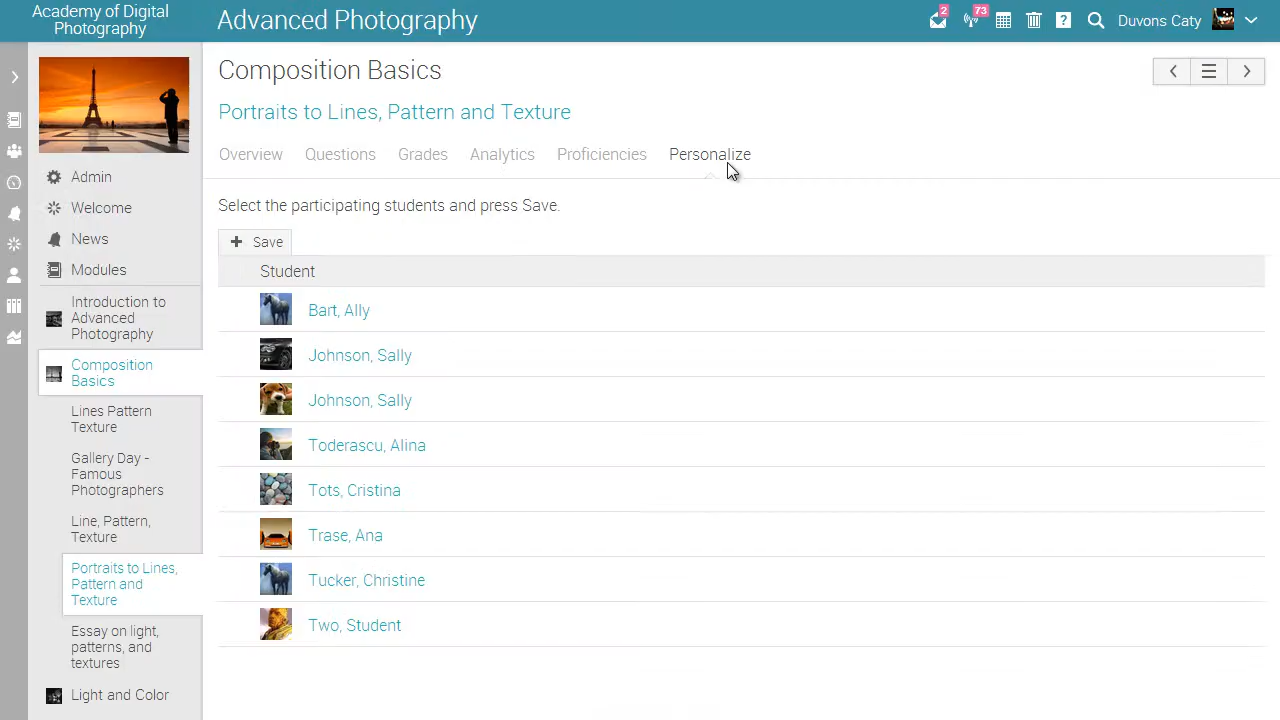 Academy of Digital
Photography
Advanced Photography
2
73
?
Duvons Caty
Admin
Welcome
News
Modules
Introduction to
Advanced
Photography
Composition
Basics
Lines Pattern
Texture
Gallery Day -
Famous
Photographers
Line, Pattern,
Texture
Portraits to Lines,
Pattern and
Texture
Essay on light,
patterns, and
textures
Light and Color
Composition Basics
Portraits to Lines, Pattern and Texture
Overview Questions Grades Analytics Proficiencies Personalize
Select the participating students and press Save.
+ Save
Student
Bart, Ally
Johnson, Sally
Johnson, Sally
Toderascu, Alina
Tots, Cristina
Trase, Ana
Tucker, Christine
Two, Student